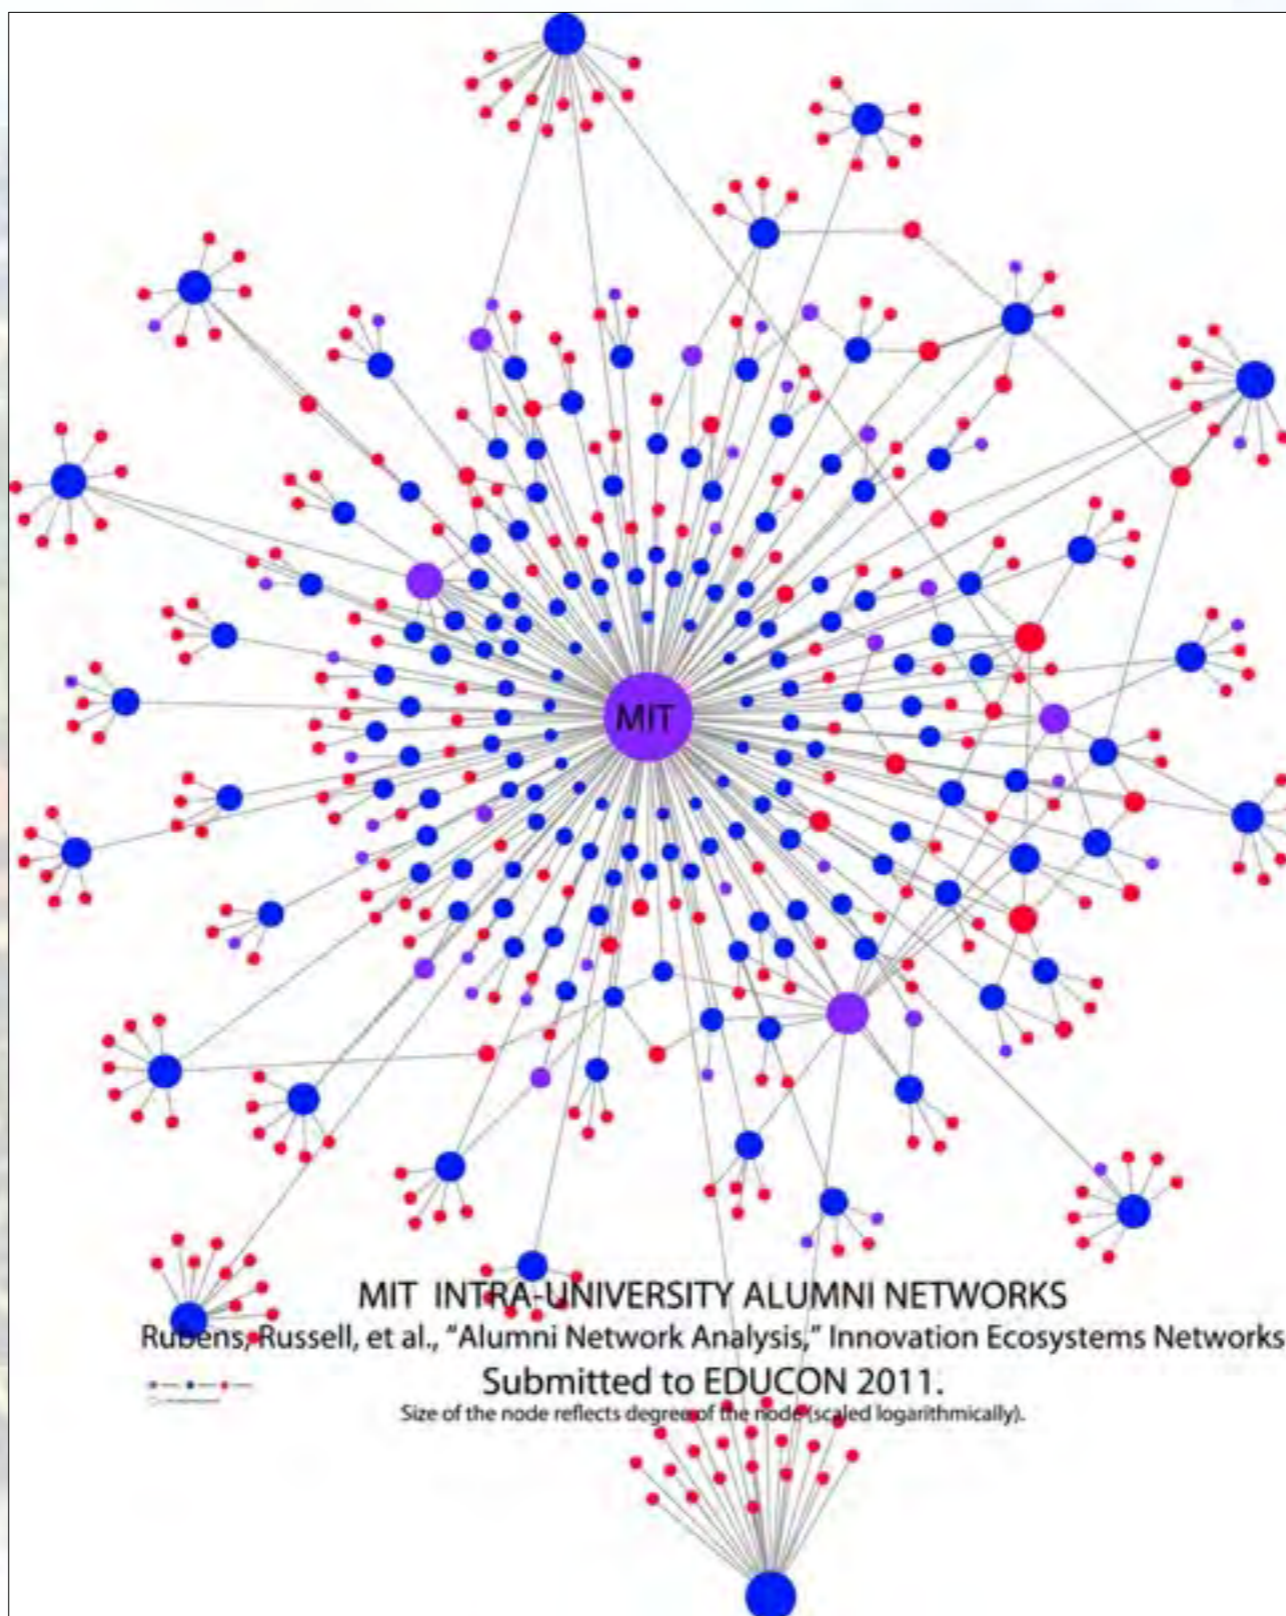 MIT
MIT INTRA-UNIVERSITY ALUMNI NETWORKS
Rubens, Russell, et al., “Alumni Network Analysis,” Innovation Ecosystems Networks
Submitted to EDUCON 2011.
Size of the node reflects degree of the node (scaled logarithmically).